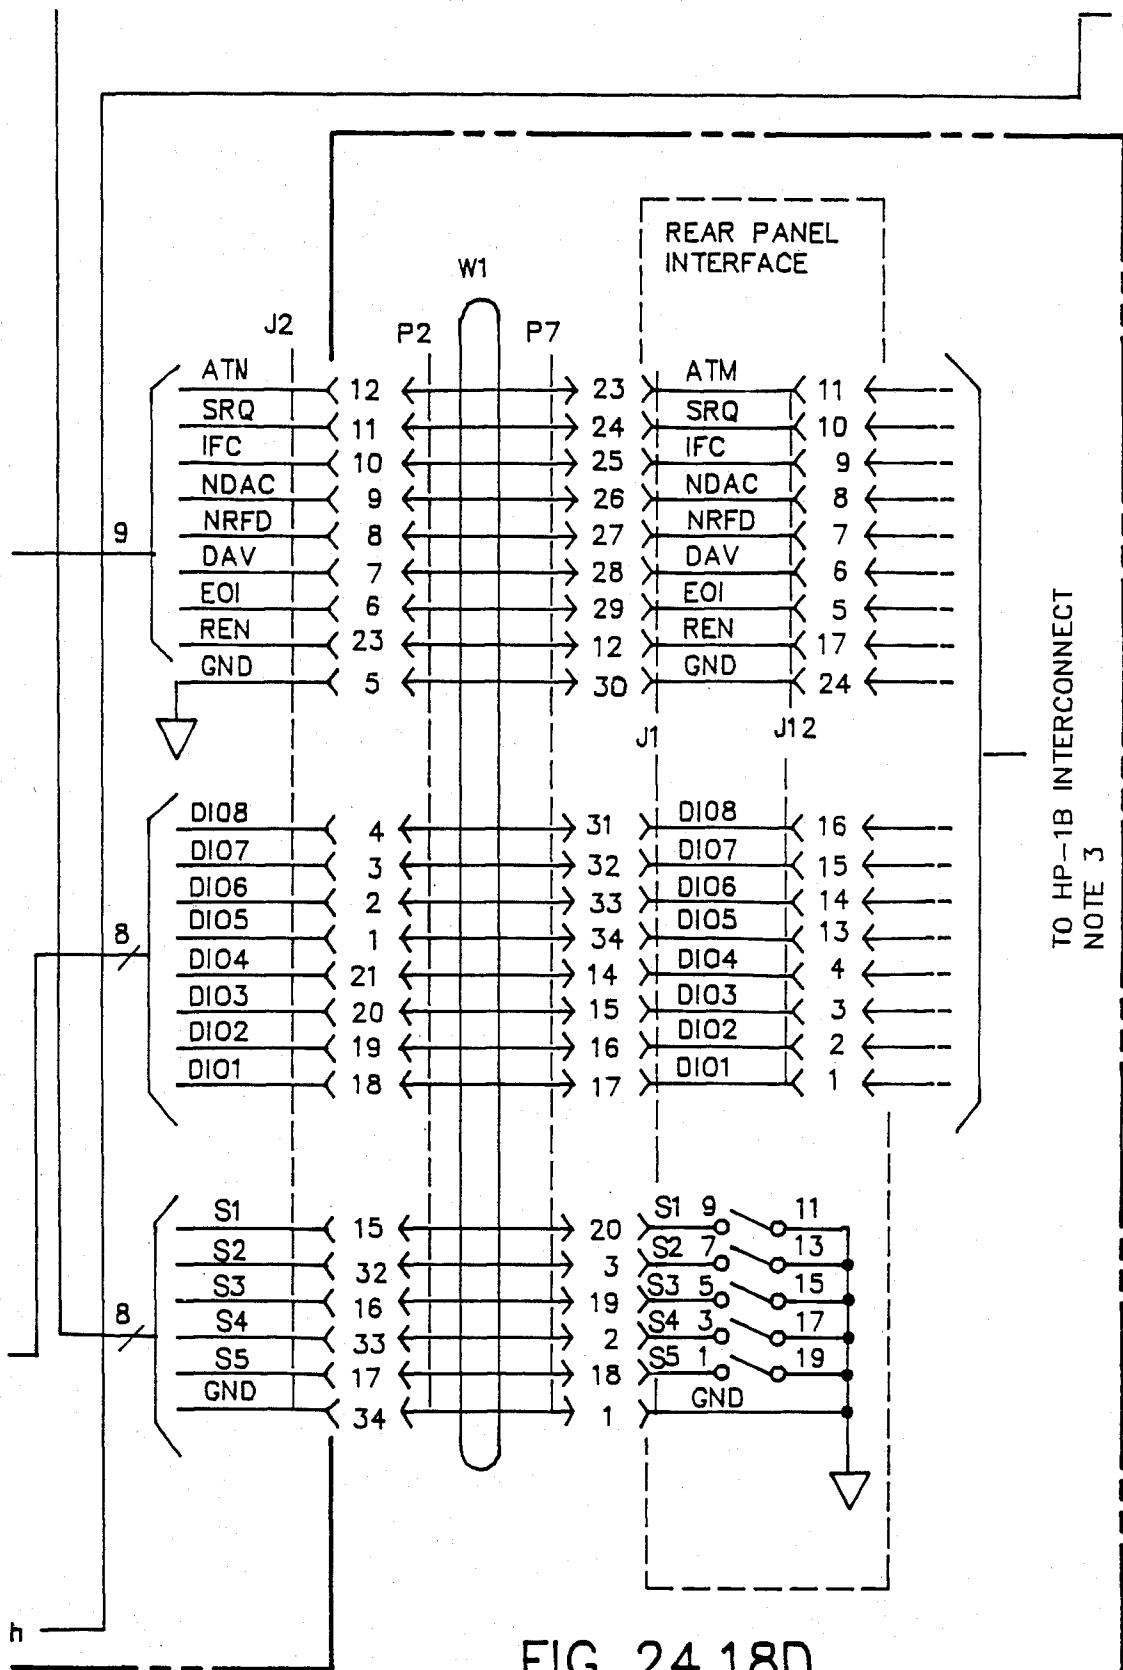 REAR PANEL
INTERFACE
W1
J2
P2
P7
ATN 12 23 ATM 11
SRQ 11 24 SRQ 10
IFC 10 25 IFC 9
NDAC 9 26 NDAC 8
9
NRFD 8 27 NRFD 7
DAV 7 28 DAV 6
EOI 6 29 EOI 5
REN 23 12 REN 17
GND 5 30 GND 24
J1
J12
TO HP-1B INTERCONNECT
NOTE 3
DIO8 4 31 DIO8 16
DIO7 3 32 DIO7 15
DIO6 2 33 DIO6 14
8
DIO5 1 34 DIO5 13
DIO4 21 14 DIO4 4
DIO3 20 15 DIO3 3
DIO2 19 16 DIO2 2
DIO1 18 17 DIO1 1
S1 15 20 S1 9 11
S2 32 3 S2 7 13
S3 16 19 S3 5 15
8
S4 33 2 S4 3 17
S5 17 18 S5 1 19
GND 34 1 GND
h
FIG. 24.18D